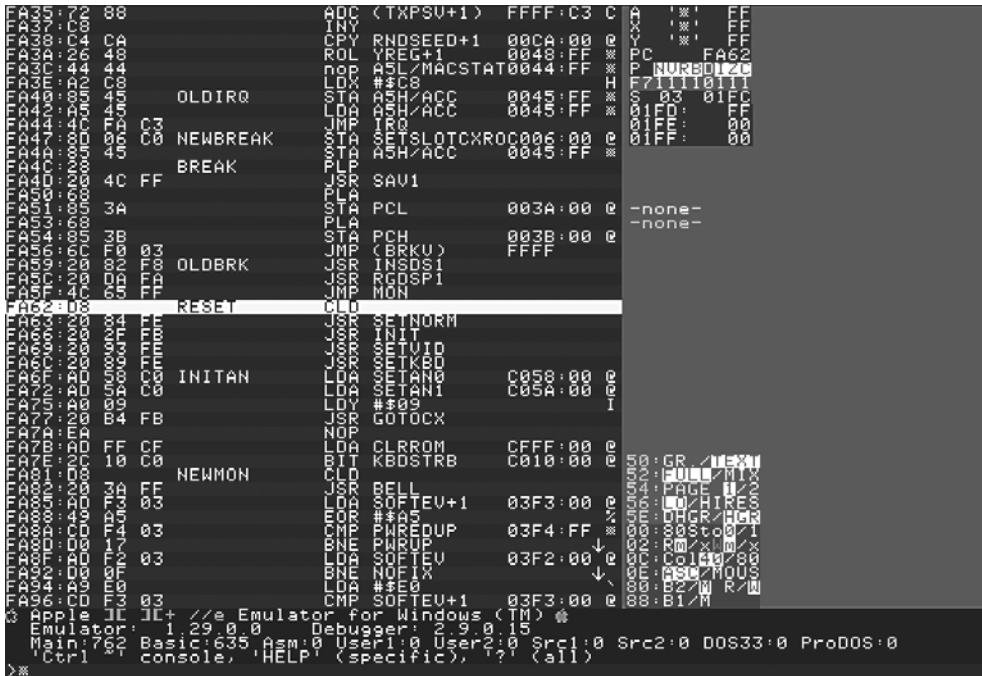 FA35:72 88 ADC (TXPSV+1) FFFF:C3 C
FA37:C8 INY
FA38:C4 CA CPY RNDSEED+1 00CA:00 @
FA3A:26 48 ROL YREG+1 0048:FF
FA3C:44 44 nop A5L/MACSTAT0044:FF
FA3E:A2 C8 LDX #$C8 H
FA40:85 45 OLDIRQ STA A5H/ACC 0045:FF
FA42:A5 45 LDA A5H/ACC 0045:FF
FA44:4C FA C3 JMP IRQ
FA47:8D 06 C0 NEWBREAK STA SETSLOTCXROC006:00 @
FA4A:85 45 STA A5H/ACC 0045:FF
FA4C:28 BREAK PLP
FA4D:20 4C FF JSR SAV1
FA50:68 PLA
FA51:85 3A STA PCL 003A:00 @
FA53:68 PLA
FA54:85 3B STA PCH 003B:00 @
FA56:6C F0 03 JMP (BRKV) FFFF
FA59:20 82 F8 OLDBRK JSR INSDS1
FA5C:20 DA FA JSR RGDSP1
FA5F:4C 65 FF JMP MON
FA62:D8 RESET CLD
FA63:20 84 FE JSR SETNORM
FA66:20 2F FB JSR INIT
FA69:20 93 FE JSR SETVID
FA6C:20 89 FE JSR SETKBD
FA6F:AD 58 C0 INITAN LDA SETAN0 C058:00 @
FA72:AD 5A C0 LDA SETAN1 C05A:00 @
FA75:A0 09 LDY #$09 I
FA77:20 B4 FB JSR GOTOCX
FA7A:EA NOP
FA7B:AD FF CF LDA CLRROM CFFF:00 @
FA7E:2C 10 C0 BIT KBDSTRB C010:00 @
FA81:D8 NEWMON CLD
FA82:20 3A FF JSR BELL
FA85:AD F3 03 LDA SOFTEV+1 03F3:00 @
FA88:49 A5 EOR #$A5 %
FA8A:CD F4 03 CMP PWREDUP 03F4:FF
FA8D:D0 17 BNE PWRUP ↓
FA8F:AD F2 03 LDA SOFTEV 03F2:00 @
FA92:D0 0F BNE NOFIX ↓
FA94:A9 E0 LDA #$E0 `
FA96:CD F3 03 CMP SOFTEV+1 03F3:00 @
A '※' FF
X '※' FF
Y '※' FF
PC FA62
P NVRBDIZC
F711110111
S 03 01FC
01FD: FF
01FE: 00
01FF: 00
-none-
-none-
50:GR /TEXT
52:FULL/MIX
54:PAGE 1/2
56:LO/HIRES
5E:DHGR/HGR
00:80Sto0/1
02:Rm/xWm/x
0C:Col40/80
0E:ASC/MOUS
80:B2/M R/W
88:B1/M
Apple ][ ][+ //e Emulator for Windows (TM)
Emulator: 1.29.0.0 Debugger: 2.9.0.15
Main:762 Basic:635 Asm:0 User1:0 User2:0 Src1:0 Src2:0 DOS33:0 ProDOS:0
'Ctrl ~' console, 'HELP' (specific), '?' (all)
>※